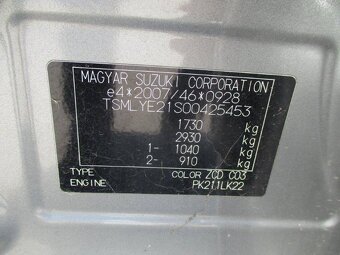 MAGYAR SUZUKI CORPORATION
e4*2007/46*0928
TSMLYE21S00425453
1730 kg
2930 kg
1- 1040 kg
2- 910 kg
TYPE COLOR ZCD C03
ENGINE PK211LK22